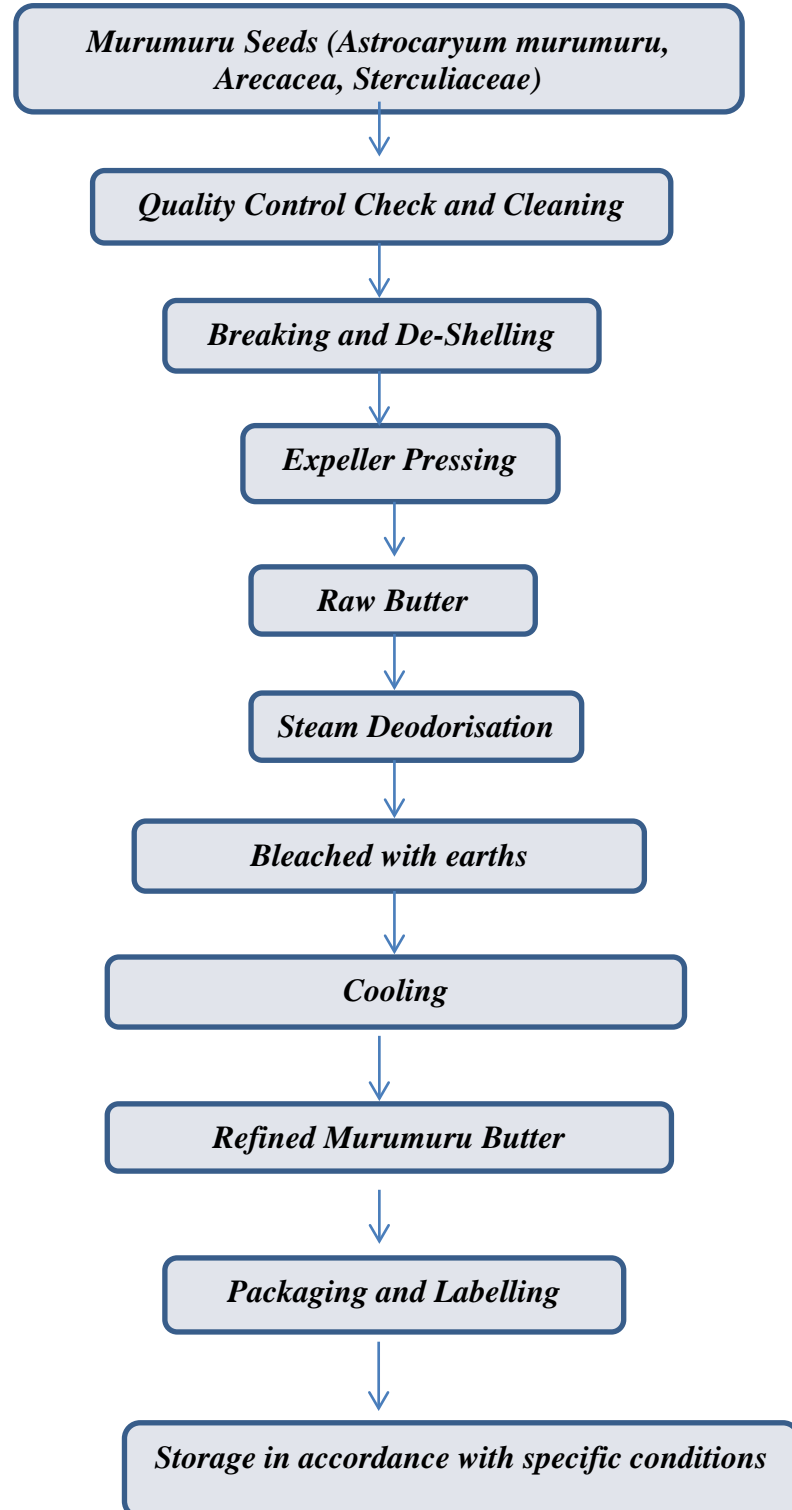 Murumuru Seeds (Astrocaryum murumuru,
Arecacea, Sterculiaceae)
Quality Control Check and Cleaning
Breaking and De-Shelling
Expeller Pressing
Raw Butter
Steam Deodorisation
Bleached with earths
Cooling
Refined Murumuru Butter
Packaging and Labelling
Storage in accordance with specific conditions